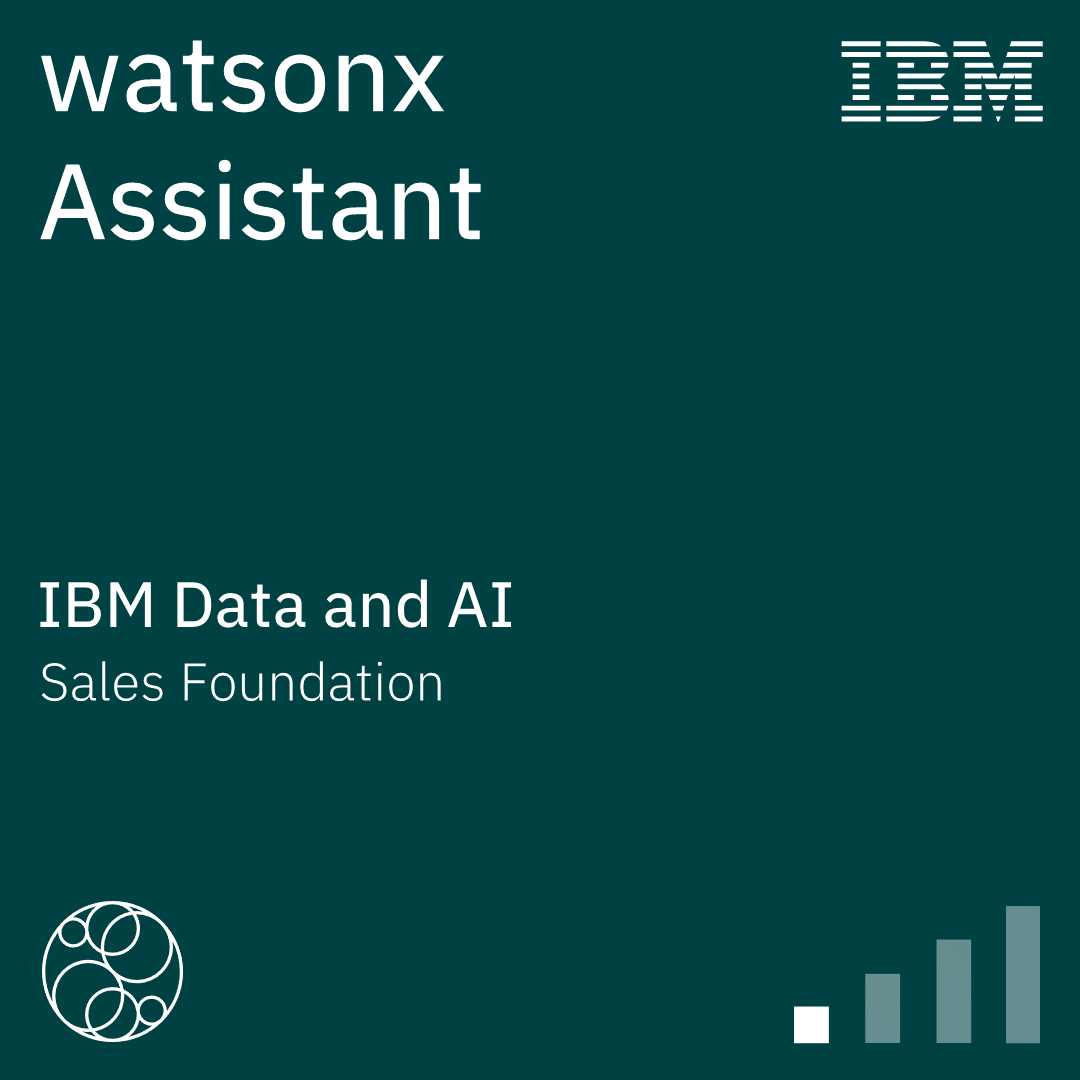 watsonx
IBM
Assistant
IBM Data and AI
Sales Foundation